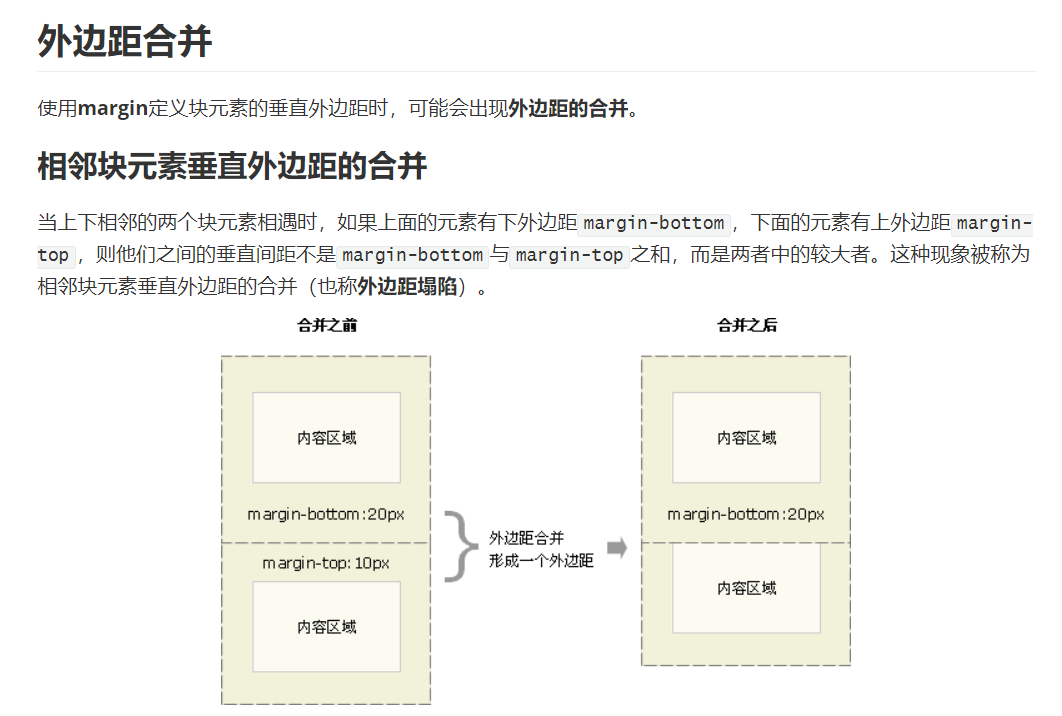 外边距合并
使用margin定义块元素的垂直外边距时，可能会出现外边距的合并。
相邻块元素垂直外边距的合并
当上下相邻的两个块元素相遇时，如果上面的元素有下外边距 margin-bottom ，下面的元素有上外边距 margin-
top ，则他们之间的垂直间距不是 margin-bottom 与 margin-top 之和，而是两者中的较大者。这种现象被称为
相邻块元素垂直外边距的合并（也称外边距塌陷）。
合并之前
合并之后
内容区域
内容区域
margin-bottom:20px
margin-bottom:20px
外边距合并
形成一个外边距
margin-top:10px
内容区域
内容区域